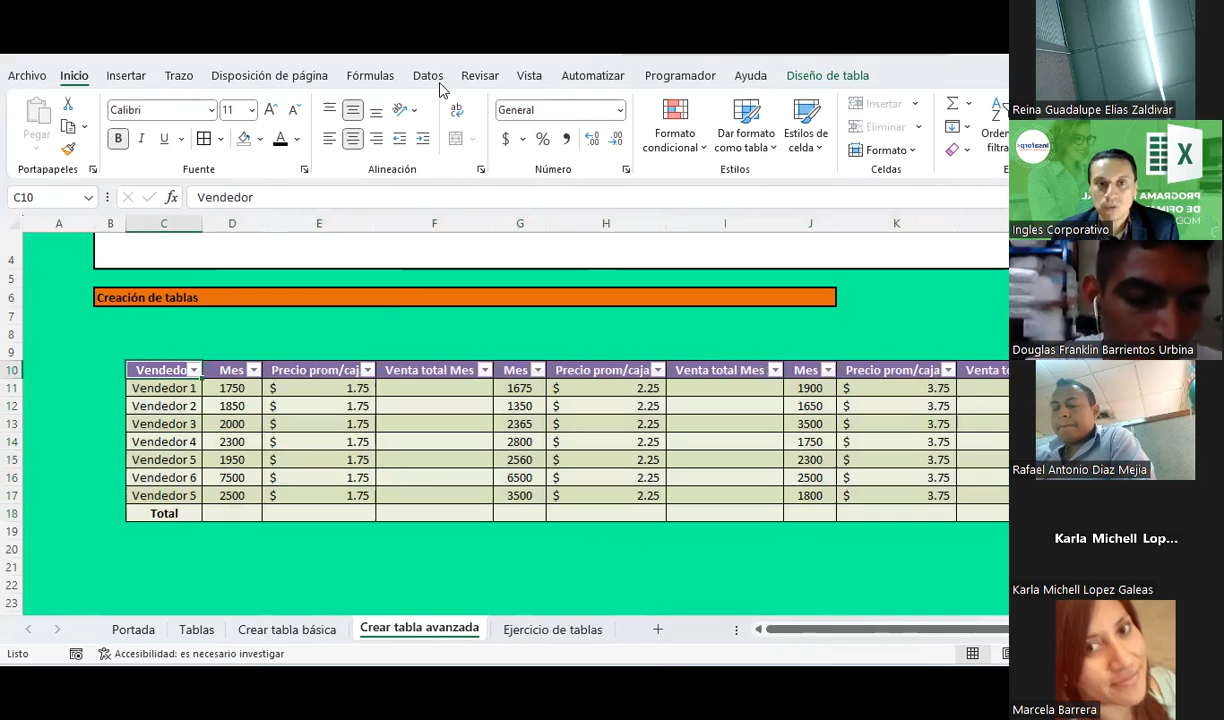 Archivo Inicio Insertar Trazo Disposición de página Fórmulas Datos Revisar Vista Automatizar Programador Ayuda Diseño de tabla
Pegar
Calibri 11
General
Formato condicional
Dar formato como tabla
Estilos de celda
Insertar
Eliminar
Formato
Portapapeles Fuente Alineación Número Estilos Celdas
C10 fx Vendedor
A B C D E F G H I J K
4
5
6 Creación de tablas
7
8
9
10 Vendedo Mes Precio prom/caj Venta total Mes Mes Precio prom/caja Venta total Mes Mes Precio prom/caja
11 Vendedor 1 1750 $ 1.75 1675 $ 2.25 1900 $ 3.75
12 Vendedor 2 1850 $ 1.75 1350 $ 2.25 1650 $ 3.75
13 Vendedor 3 2000 $ 1.75 2365 $ 2.25 3500 $ 3.75
14 Vendedor 4 2300 $ 1.75 2800 $ 2.25 1750 $ 3.75
15 Vendedor 5 1950 $ 1.75 2560 $ 2.25 2300 $ 3.75
16 Vendedor 6 7500 $ 1.75 6500 $ 2.25 2500 $ 3.75
17 Vendedor 5 2500 $ 1.75 3500 $ 2.25 1800 $ 3.75
18 Total
19
20
21
22
23
Portada Tablas Crear tabla básica Crear tabla avanzada Ejercicio de tablas
Listo Accesibilidad: es necesario investigar
Reina Guadalupe Elías Zaldivar
Ingles Corporativo
Douglas Franklin Barrientos Urbina
Rafael Antonio Diaz Mejía
Karla Michell Lop...
Karla Michell Lopez Galeas
Marcela Barrera